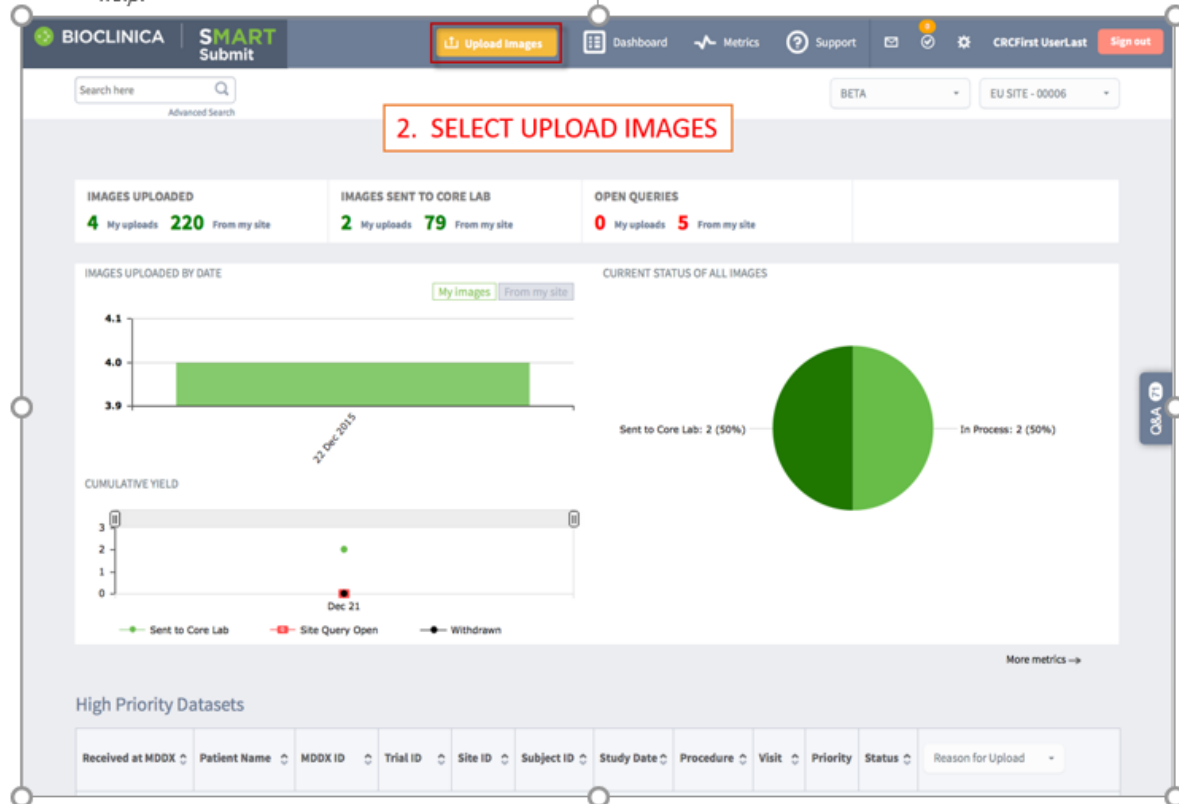 help.
BIOCLINICA SMART Submit
Upload Images
Dashboard
Metrics
Support
CRCFirst UserLast
Sign out
Search here
Advanced Search
BETA
EU SITE - 00006
2. SELECT UPLOAD IMAGES
IMAGES UPLOADED
4 My uploads 220 From my site
IMAGES SENT TO CORE LAB
2 My uploads 79 From my site
OPEN QUERIES
0 My uploads 5 From my site
IMAGES UPLOADED BY DATE
My images From my site
4.1
4.0
3.9
22 Dec 2015
CURRENT STATUS OF ALL IMAGES
Sent to Core Lab: 2 (50%)
In Process: 2 (50%)
Q&A 71
CUMULATIVE YIELD
3
2
1
0
Dec 21
Sent to Core Lab Site Query Open Withdrawn
More metrics
High Priority Datasets
Received at MDDX Patient Name MDDX ID Trial ID Site ID Subject ID Study Date Procedure Visit Priority Status Reason for Upload